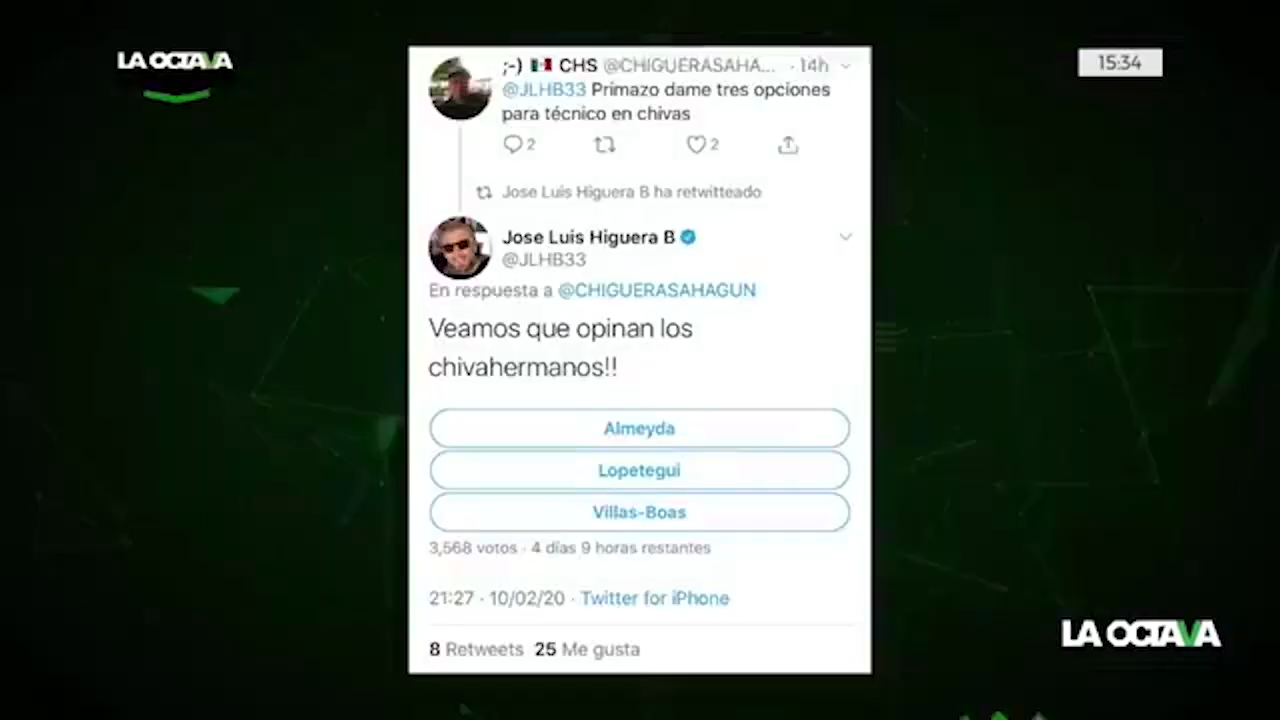 LA OCTAVA
15:34
;-) CHS @CHIGUERASAHA... · 14h
@JLHB33 Primazo dame tres opciones
para técnico en chivas
2 2
Jose Luis Higuera B ha retwitteado
Jose Luis Higuera B
@JLHB33
En respuesta a @CHIGUERASAHAGUN
Veamos que opinan los
chivahermanos!!
Almeyda
Lopetegui
Villas-Boas
3,568 votos · 4 días 9 horas restantes
21:27 · 10/02/20 · Twitter for iPhone
8 Retweets 25 Me gusta
LA OCTAVA